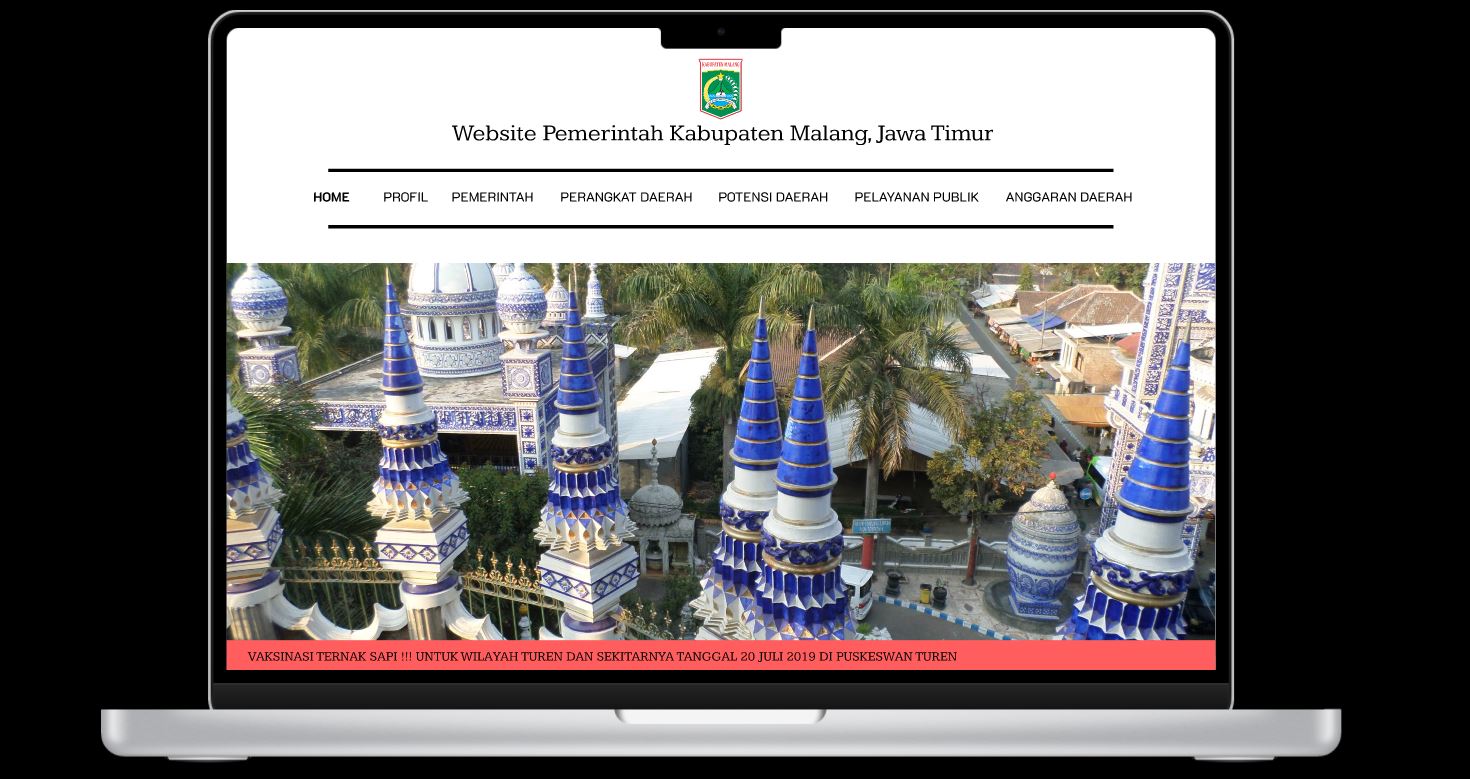 KABUPATEN MALANG
Website Pemerintah Kabupaten Malang, Jawa Timur
HOME PROFIL PEMERINTAH PERANGKAT DAERAH POTENSI DAERAH PELAYANAN PUBLIK ANGGARAN DAERAH
VAKSINASI TERNAK SAPI !!! UNTUK WILAYAH TUREN DAN SEKITARNYA TANGGAL 20 JULI 2019 DI PUSKESWAN TUREN